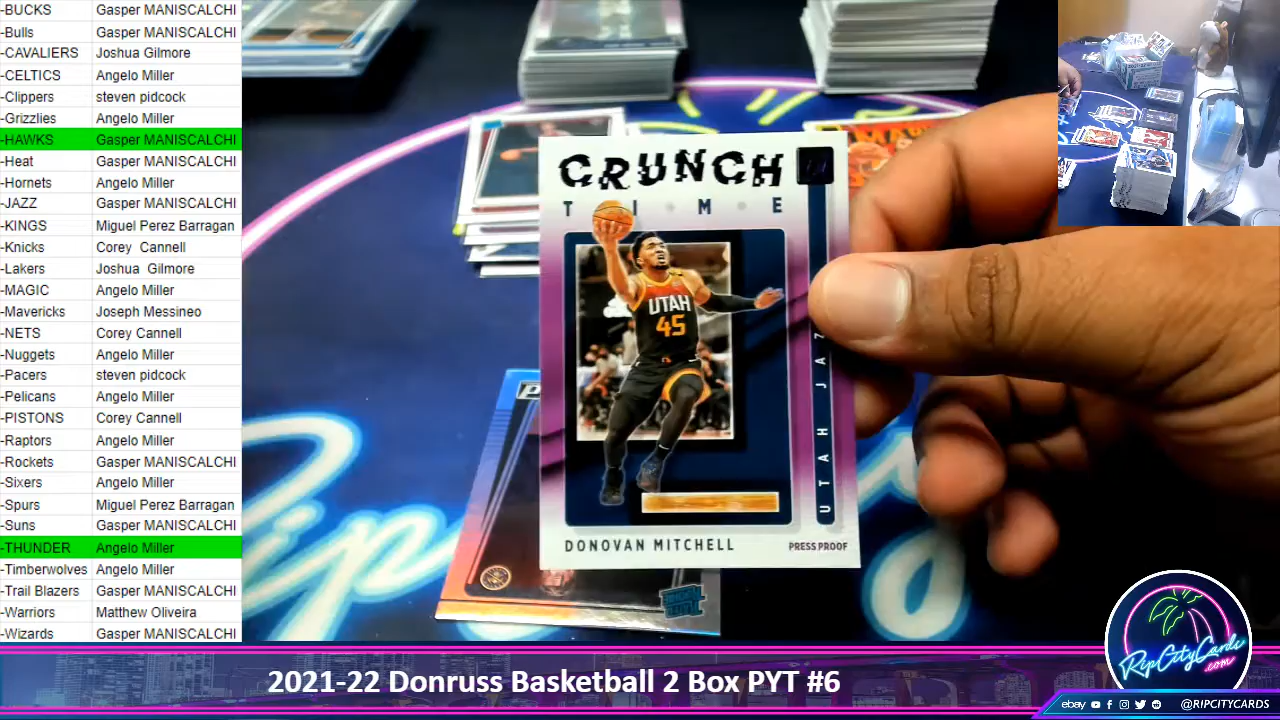 -BUCKS Gasper MANISCALCHI
-Bulls Gasper MANISCALCHI
-CAVALIERS Joshua Gilmore
-CELTICS Angelo Miller
-Clippers steven pidcock
-Grizzlies Angelo Miller
-HAWKS Gasper MANISCALCHI
-Heat Gasper MANISCALCHI
-Hornets Angelo Miller
-JAZZ Gasper MANISCALCHI
-KINGS Miguel Perez Barragan
-Knicks Corey Cannell
-Lakers Joshua Gilmore
-MAGIC Angelo Miller
-Mavericks Joseph Messineo
-NETS Corey Cannell
-Nuggets Angelo Miller
-Pacers steven pidcock
-Pelicans Angelo Miller
-PISTONS Corey Cannell
-Raptors Angelo Miller
-Rockets Gasper MANISCALCHI
-Sixers Angelo Miller
-Spurs Miguel Perez Barragan
-Suns Gasper MANISCALCHI
-THUNDER Angelo Miller
-Timberwolves Angelo Miller
-Trail Blazers Gasper MANISCALCHI
-Warriors Matthew Oliveira
-Wizards Gasper MANISCALCHI
CRUNCH
TIME
UTAH
45
UTAH JAZ
DONOVAN MITCHELL
PRESS PROOF
RipCityCards
.com
2021-22 Donruss Basketball 2 Box PYT #6
ebay @RIPCITYCARDS